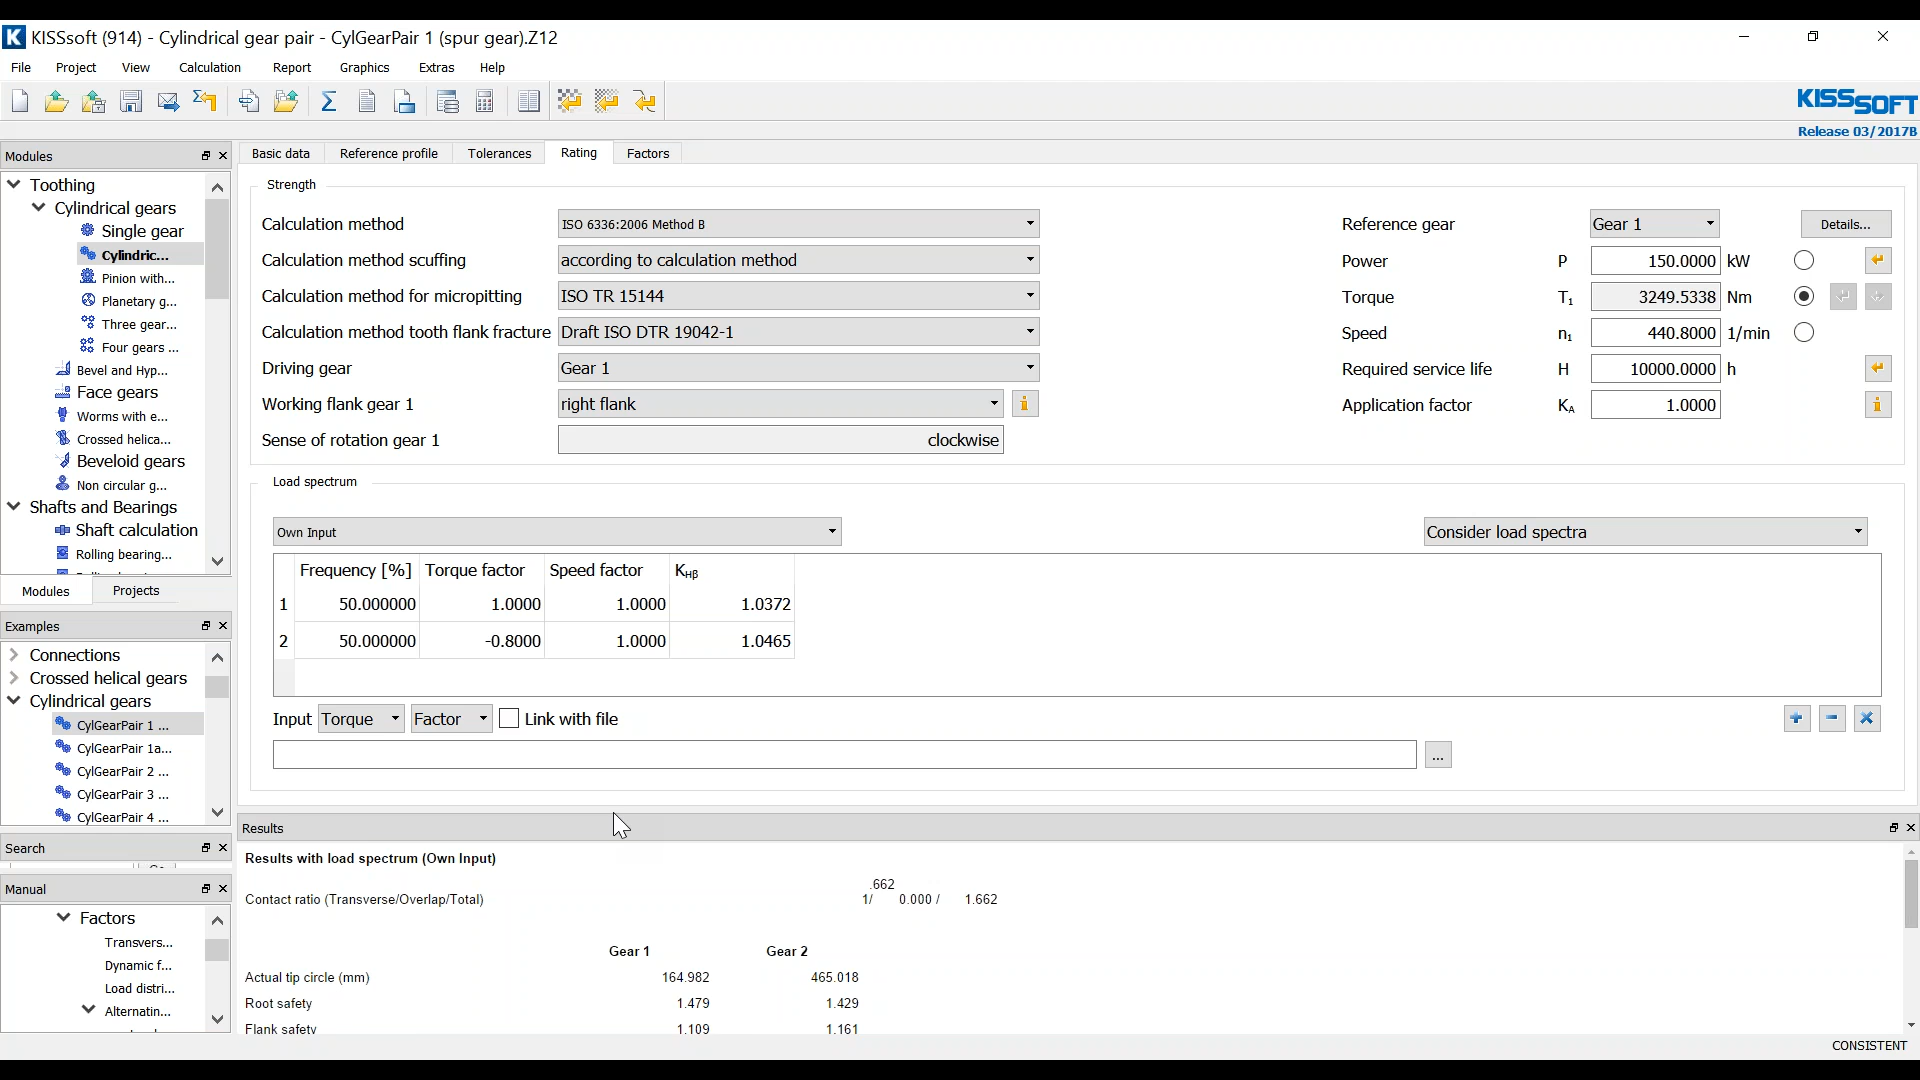 KISSsoft (914) - Cylindrical gear pair - CylGearPair 1 (spur gear).Z12
File Project View Calculation Report Graphics Extras Help
KISSSOFT
Release 03/2017B
Modules
Toothing
Cylindrical gears
Single gear
Cylindric...
Pinion with...
Planetary g...
Three gear...
Four gears ...
Bevel and Hyp...
Face gears
Worms with e...
Crossed helica...
Beveloid gears
Non circular g...
Shafts and Bearings
Shaft calculation
Rolling bearing...
Modules Projects
Examples
Connections
Crossed helical gears
Cylindrical gears
CylGearPair 1 ...
CylGearPair 1a...
CylGearPair 2 ...
CylGearPair 3 ...
CylGearPair 4 ...
Search
Manual
Factors
Transvers...
Dynamic f...
Load distri...
Alternatin...
Basic data Reference profile Tolerances Rating Factors
Strength
Calculation method ISO 6336:2006 Method B
Calculation method scuffing according to calculation method
Calculation method for micropitting ISO TR 15144
Calculation method tooth flank fracture Draft ISO DTR 19042-1
Driving gear Gear 1
Working flank gear 1 right flank
Sense of rotation gear 1 clockwise
Reference gear Gear 1 Details...
Power P 150.0000 kW
Torque T₁ 3249.5338 Nm
Speed n₁ 440.8000 1/min
Required service life H 10000.0000 h
Application factor KA 1.0000
Load spectrum
Own Input Consider load spectra
Frequency [%] Torque factor Speed factor KHβ
1 50.000000 1.0000 1.0000 1.0372
2 50.000000 -0.8000 1.0000 1.0465
Input Torque Factor Link with file
...
Results
Results with load spectrum (Own Input)
.662
Contact ratio (Transverse/Overlap/Total) 1/ 0.000 / 1.662
Gear 1 Gear 2
Actual tip circle (mm) 164.982 465.018
Root safety 1.479 1.429
Flank safety 1.109 1.161
CONSISTENT